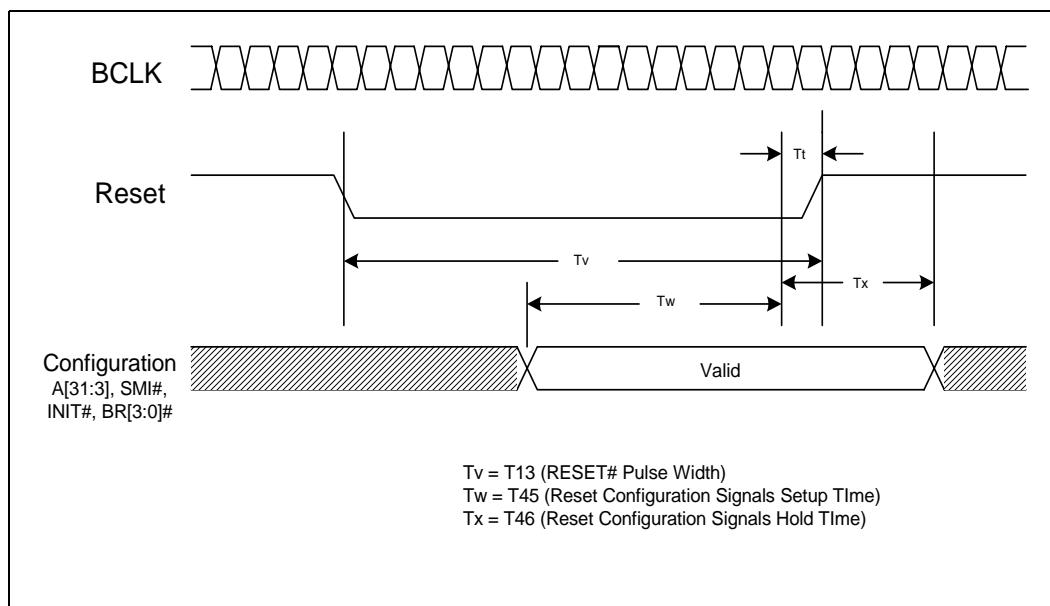 BCLK
Tt
Reset
Tv
Tx
Tw
Configuration
A[31:3], SMI#,
INIT#, BR[3:0]#
Valid
Tv = T13 (RESET# Pulse Width)
Tw = T45 (Reset Configuration Signals Setup TIme)
Tx = T46 (Reset Configuration Signals Hold TIme)